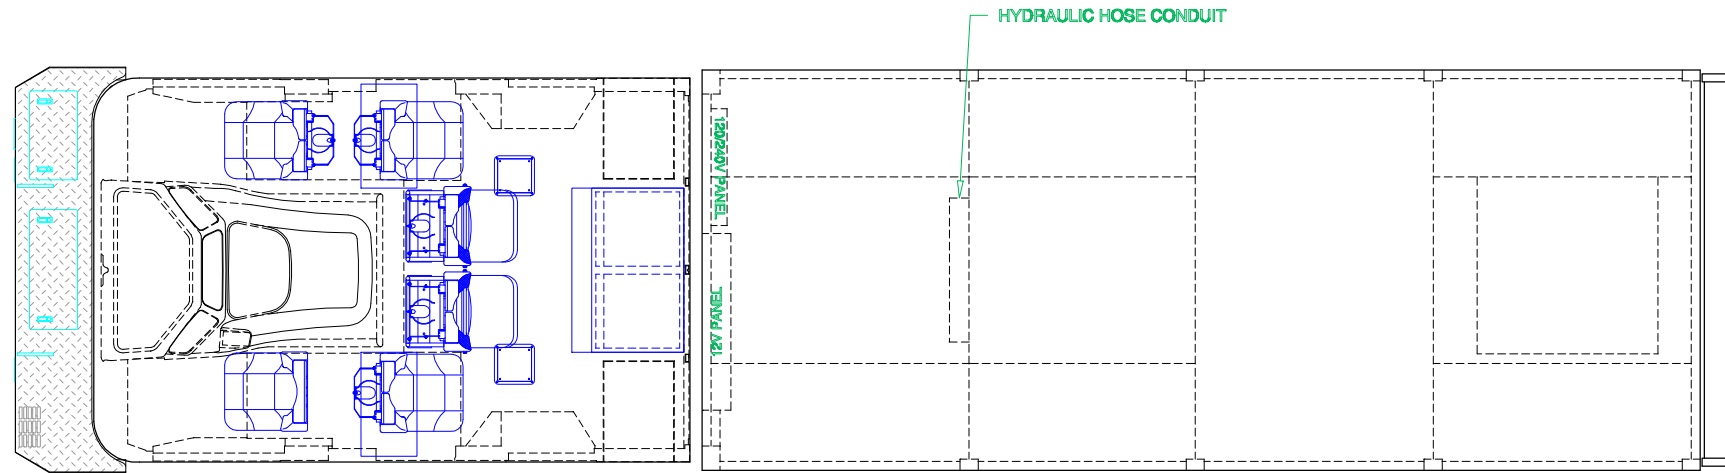 HYDRAULIC HOSE CONDUIT
120/240V PANEL
12V PANEL